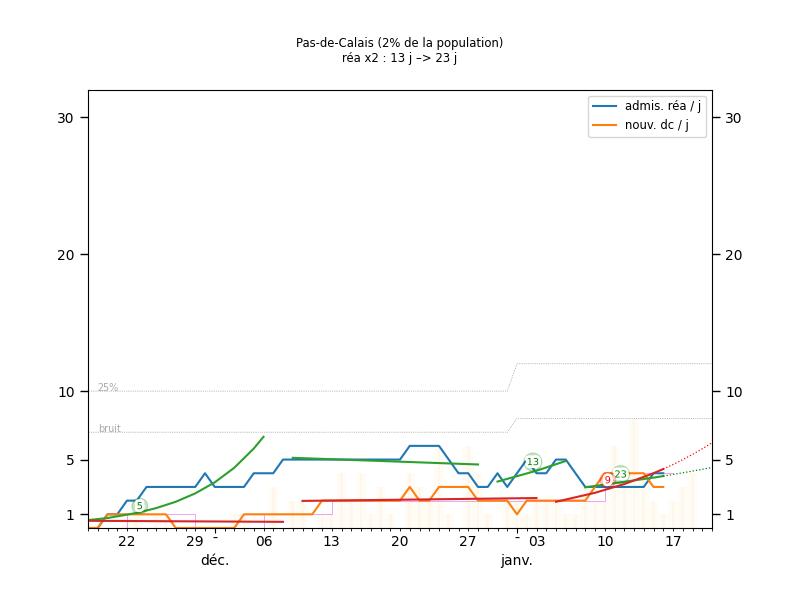 Pas-de-Calais (2% de la population)
réa x2 : 13 j –> 23 j
admis. réa / j
nouv. dc / j
30 30
20 20
10 10
25%
bruit
5 5
13
23
9
5
1 1
22 29 - 06 13 20 27 - 03 10 17
déc. janv.